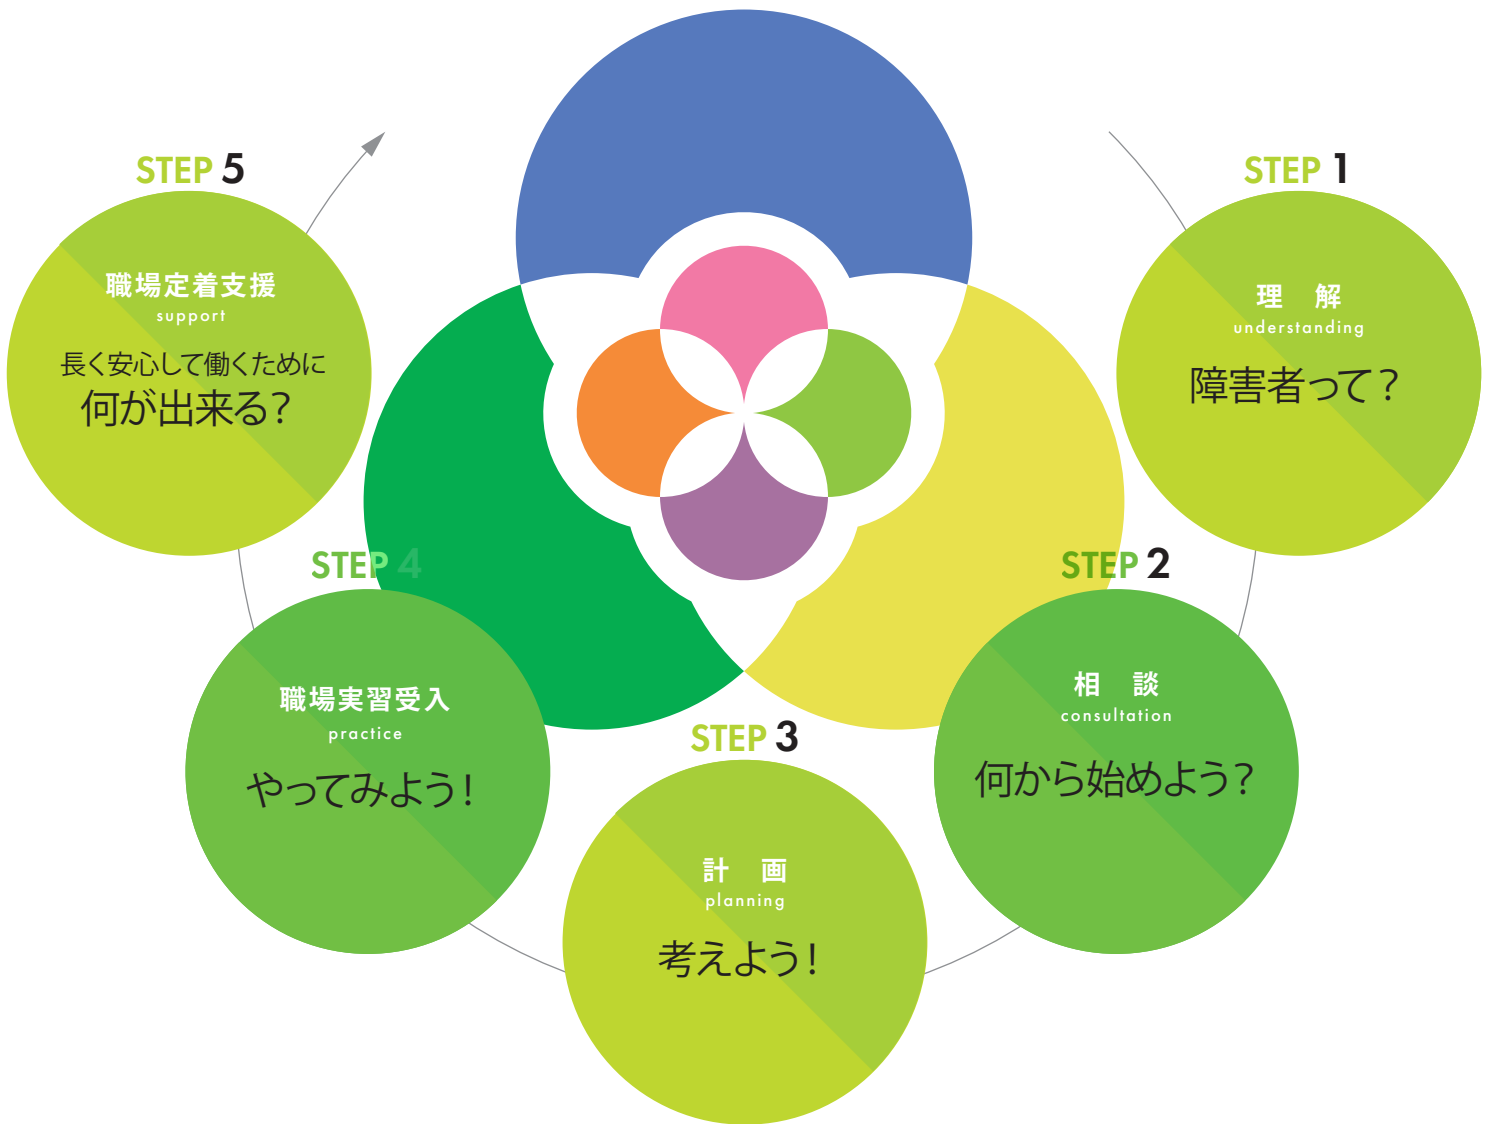 STEP 1
理　解
understanding
障害者って？
STEP 2
相　談
consultation
何から始めよう？
STEP 3
計　画
planning
考えよう！
STEP 4
職場実習受入
practice
やってみよう！
STEP 5
職場定着支援
support
長く安心して働くために
何が出来る？